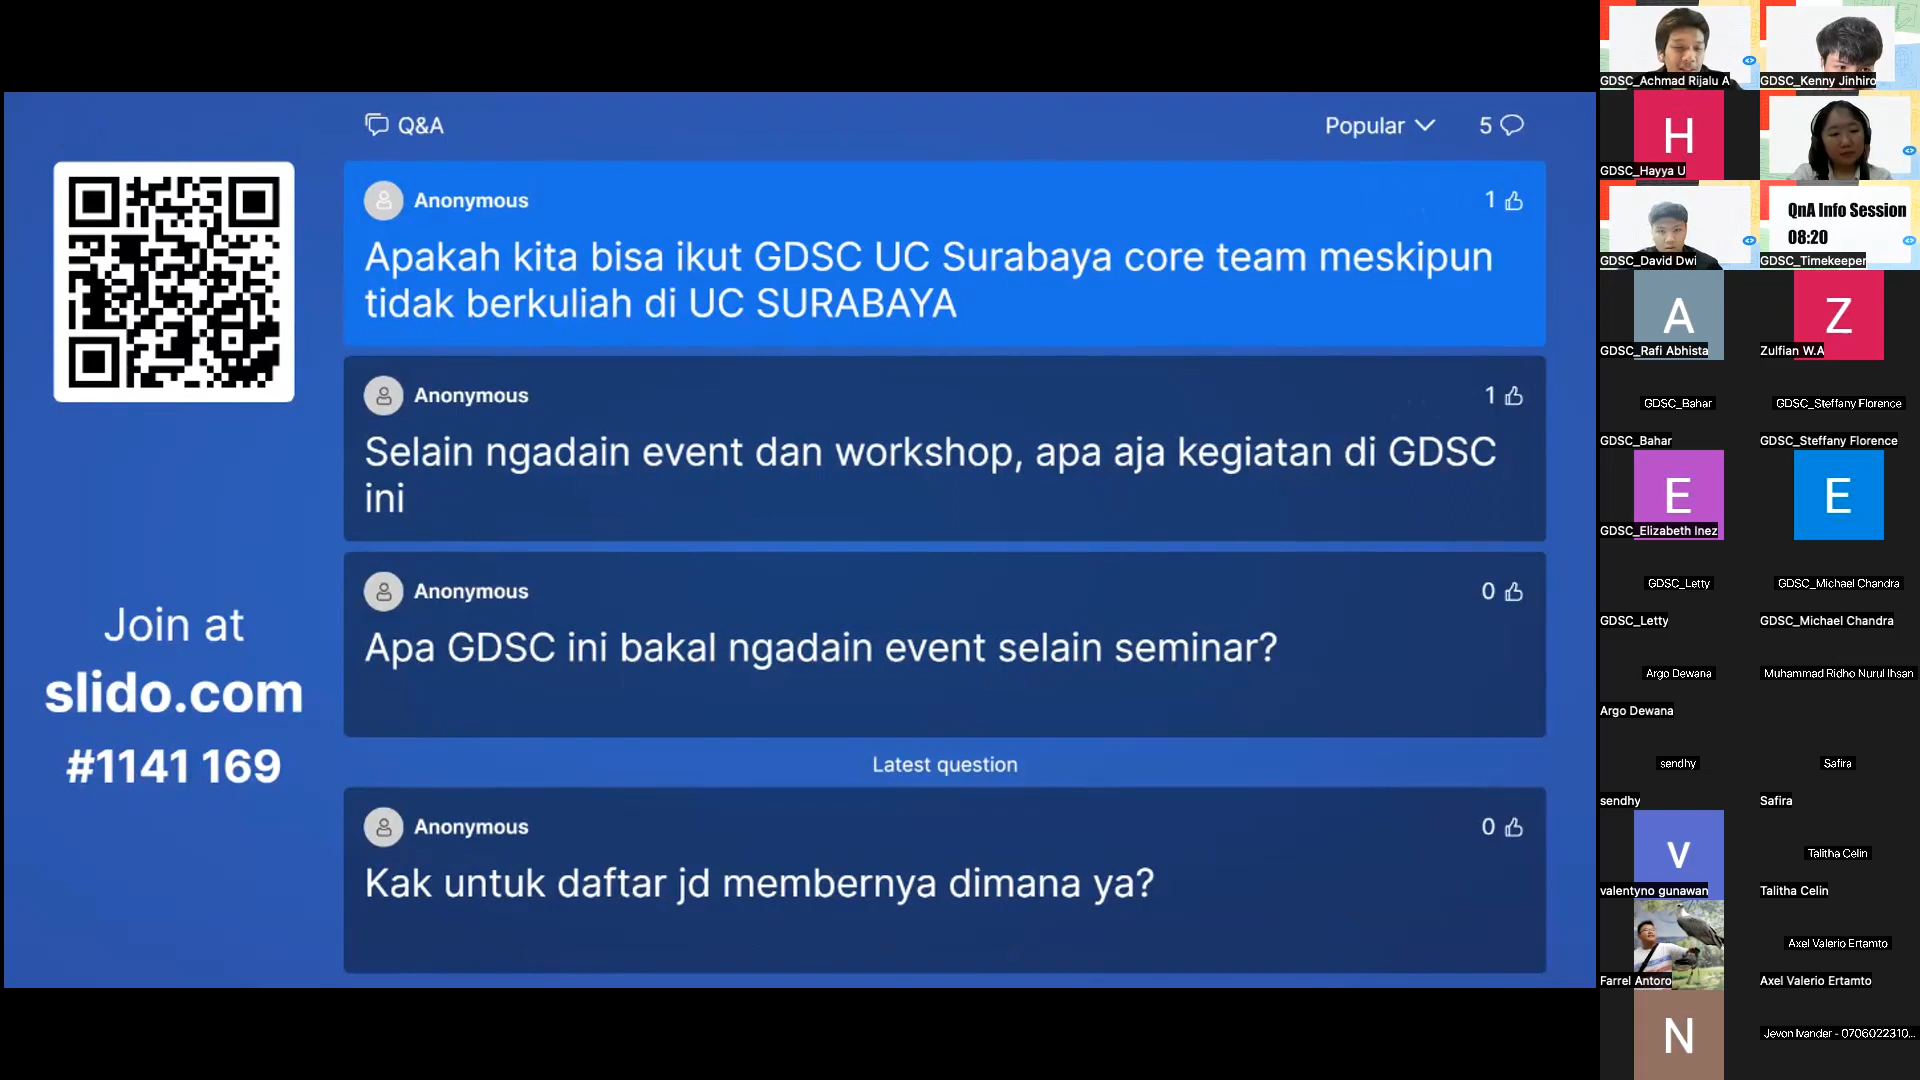 Q&A
Popular
5
Anonymous
1
Apakah kita bisa ikut GDSC UC Surabaya core team meskipun
tidak berkuliah di UC SURABAYA
Anonymous
1
Selain ngadain event dan workshop, apa aja kegiatan di GDSC
ini
Anonymous
0
Apa GDSC ini bakal ngadain event selain seminar?
Latest question
Anonymous
0
Kak untuk daftar jd membernya dimana ya?
Join at
slido.com
#1141 169
GDSC_Achmad Rijalu A
GDSC_Kenny Jinhiro
H
GDSC_Hayya U
GDSC_David Dwi
QnA Info Session
08:20
GDSC_Timekeeper
A
GDSC_Rafi Abhista
Z
Zulfian W.A
GDSC_Bahar
GDSC_Bahar
GDSC_Steffany Florence
GDSC_Steffany Florence
E
GDSC_Elizabeth Inez
E
GDSC_Letty
GDSC_Letty
GDSC_Michael Chandra
GDSC_Michael Chandra
Argo Dewana
Argo Dewana
Muhammad Ridho Nurul Ihsan
sendhy
sendhy
Safira
Safira
v
valentyno gunawan
Talitha Celin
Talitha Celin
Farrel Antoro
Axel Valerio Ertamto
Axel Valerio Ertamto
N
Jevon Ivander - 0706022310...